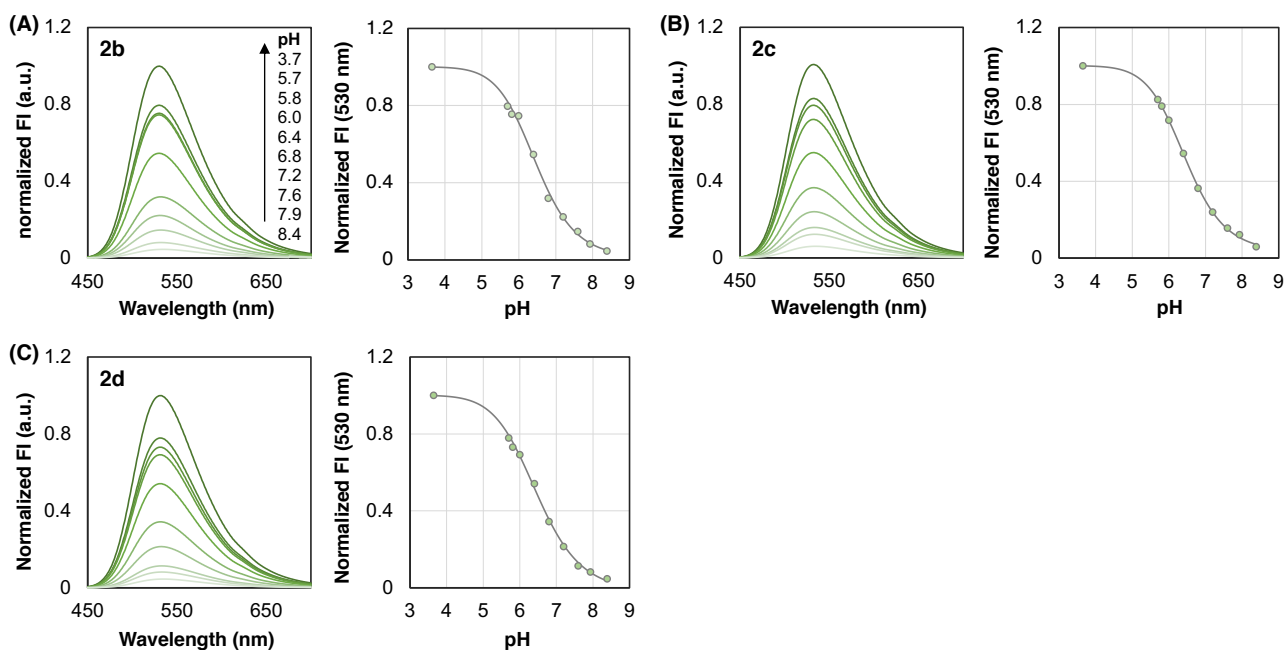 (A)
normalized FI (a.u.)
1.2
0.8
0.4
0
2b
pH
3.7
5.7
5.8
6.0
6.4
6.8
7.2
7.6
7.9
8.4
450 550 650
Wavelength (nm)
Normalized FI (530 nm)
1.2
0.8
0.4
0
3 4 5 6 7 8 9
pH
(B)
Normalized FI (a.u.)
1.2
0.8
0.4
0
2c
450 550 650
Wavelength (nm)
Normalized FI (530 nm)
1.2
0.8
0.4
0
3 4 5 6 7 8 9
pH
(C)
Normalized FI (a.u.)
1.2
0.8
0.4
0
2d
450 550 650
Wavelength (nm)
Normalized FI (530 nm)
1.2
0.8
0.4
0
3 4 5 6 7 8 9
pH